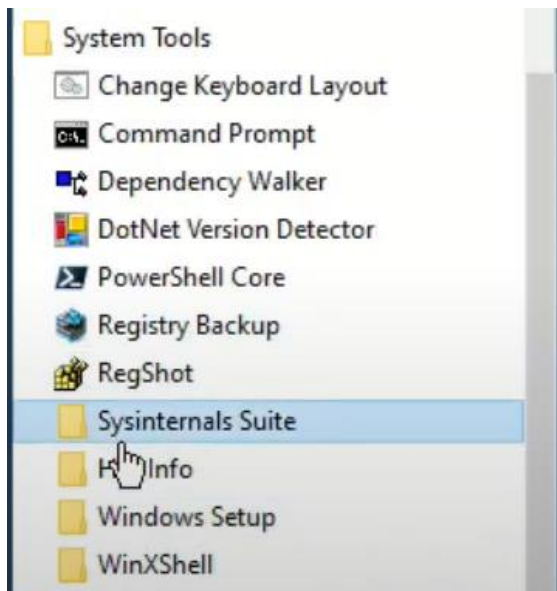 System Tools
Change Keyboard Layout
C:\.
Command Prompt
Dependency Walker
DotNet Version Detector
PowerShell Core
Registry Backup
RegShot
Sysinternals Suite
Info
Windows Setup
WinXShell